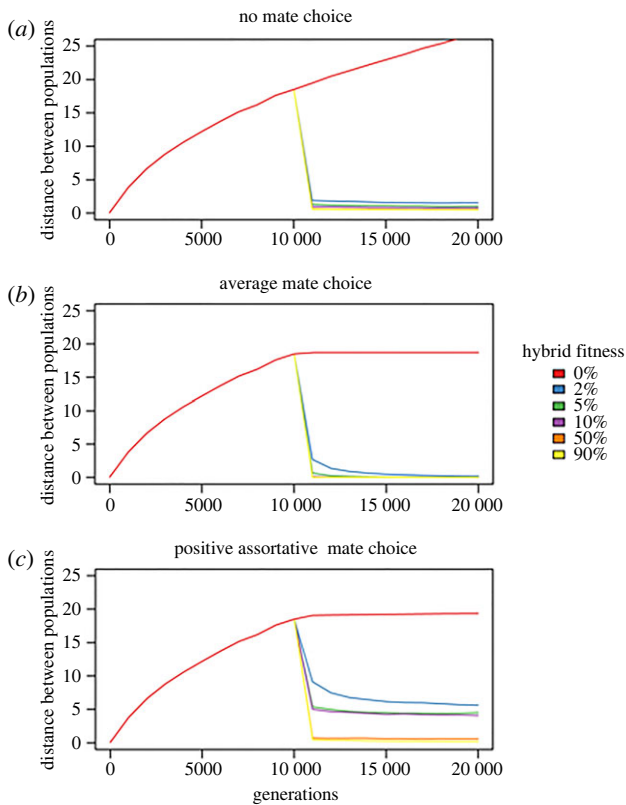 (a)
no mate choice
distance between populations
25
20
15
10
5
0
0 5000 10 000 15 000 20 000
(b)
average mate choice
distance between populations
25
20
15
10
5
0
0 5000 10 000 15 000 20 000
hybrid fitness
0%
2%
5%
10%
50%
90%
(c)
positive assortative mate choice
distance between populations
25
20
15
10
5
0
0 5000 10 000 15 000 20 000
generations